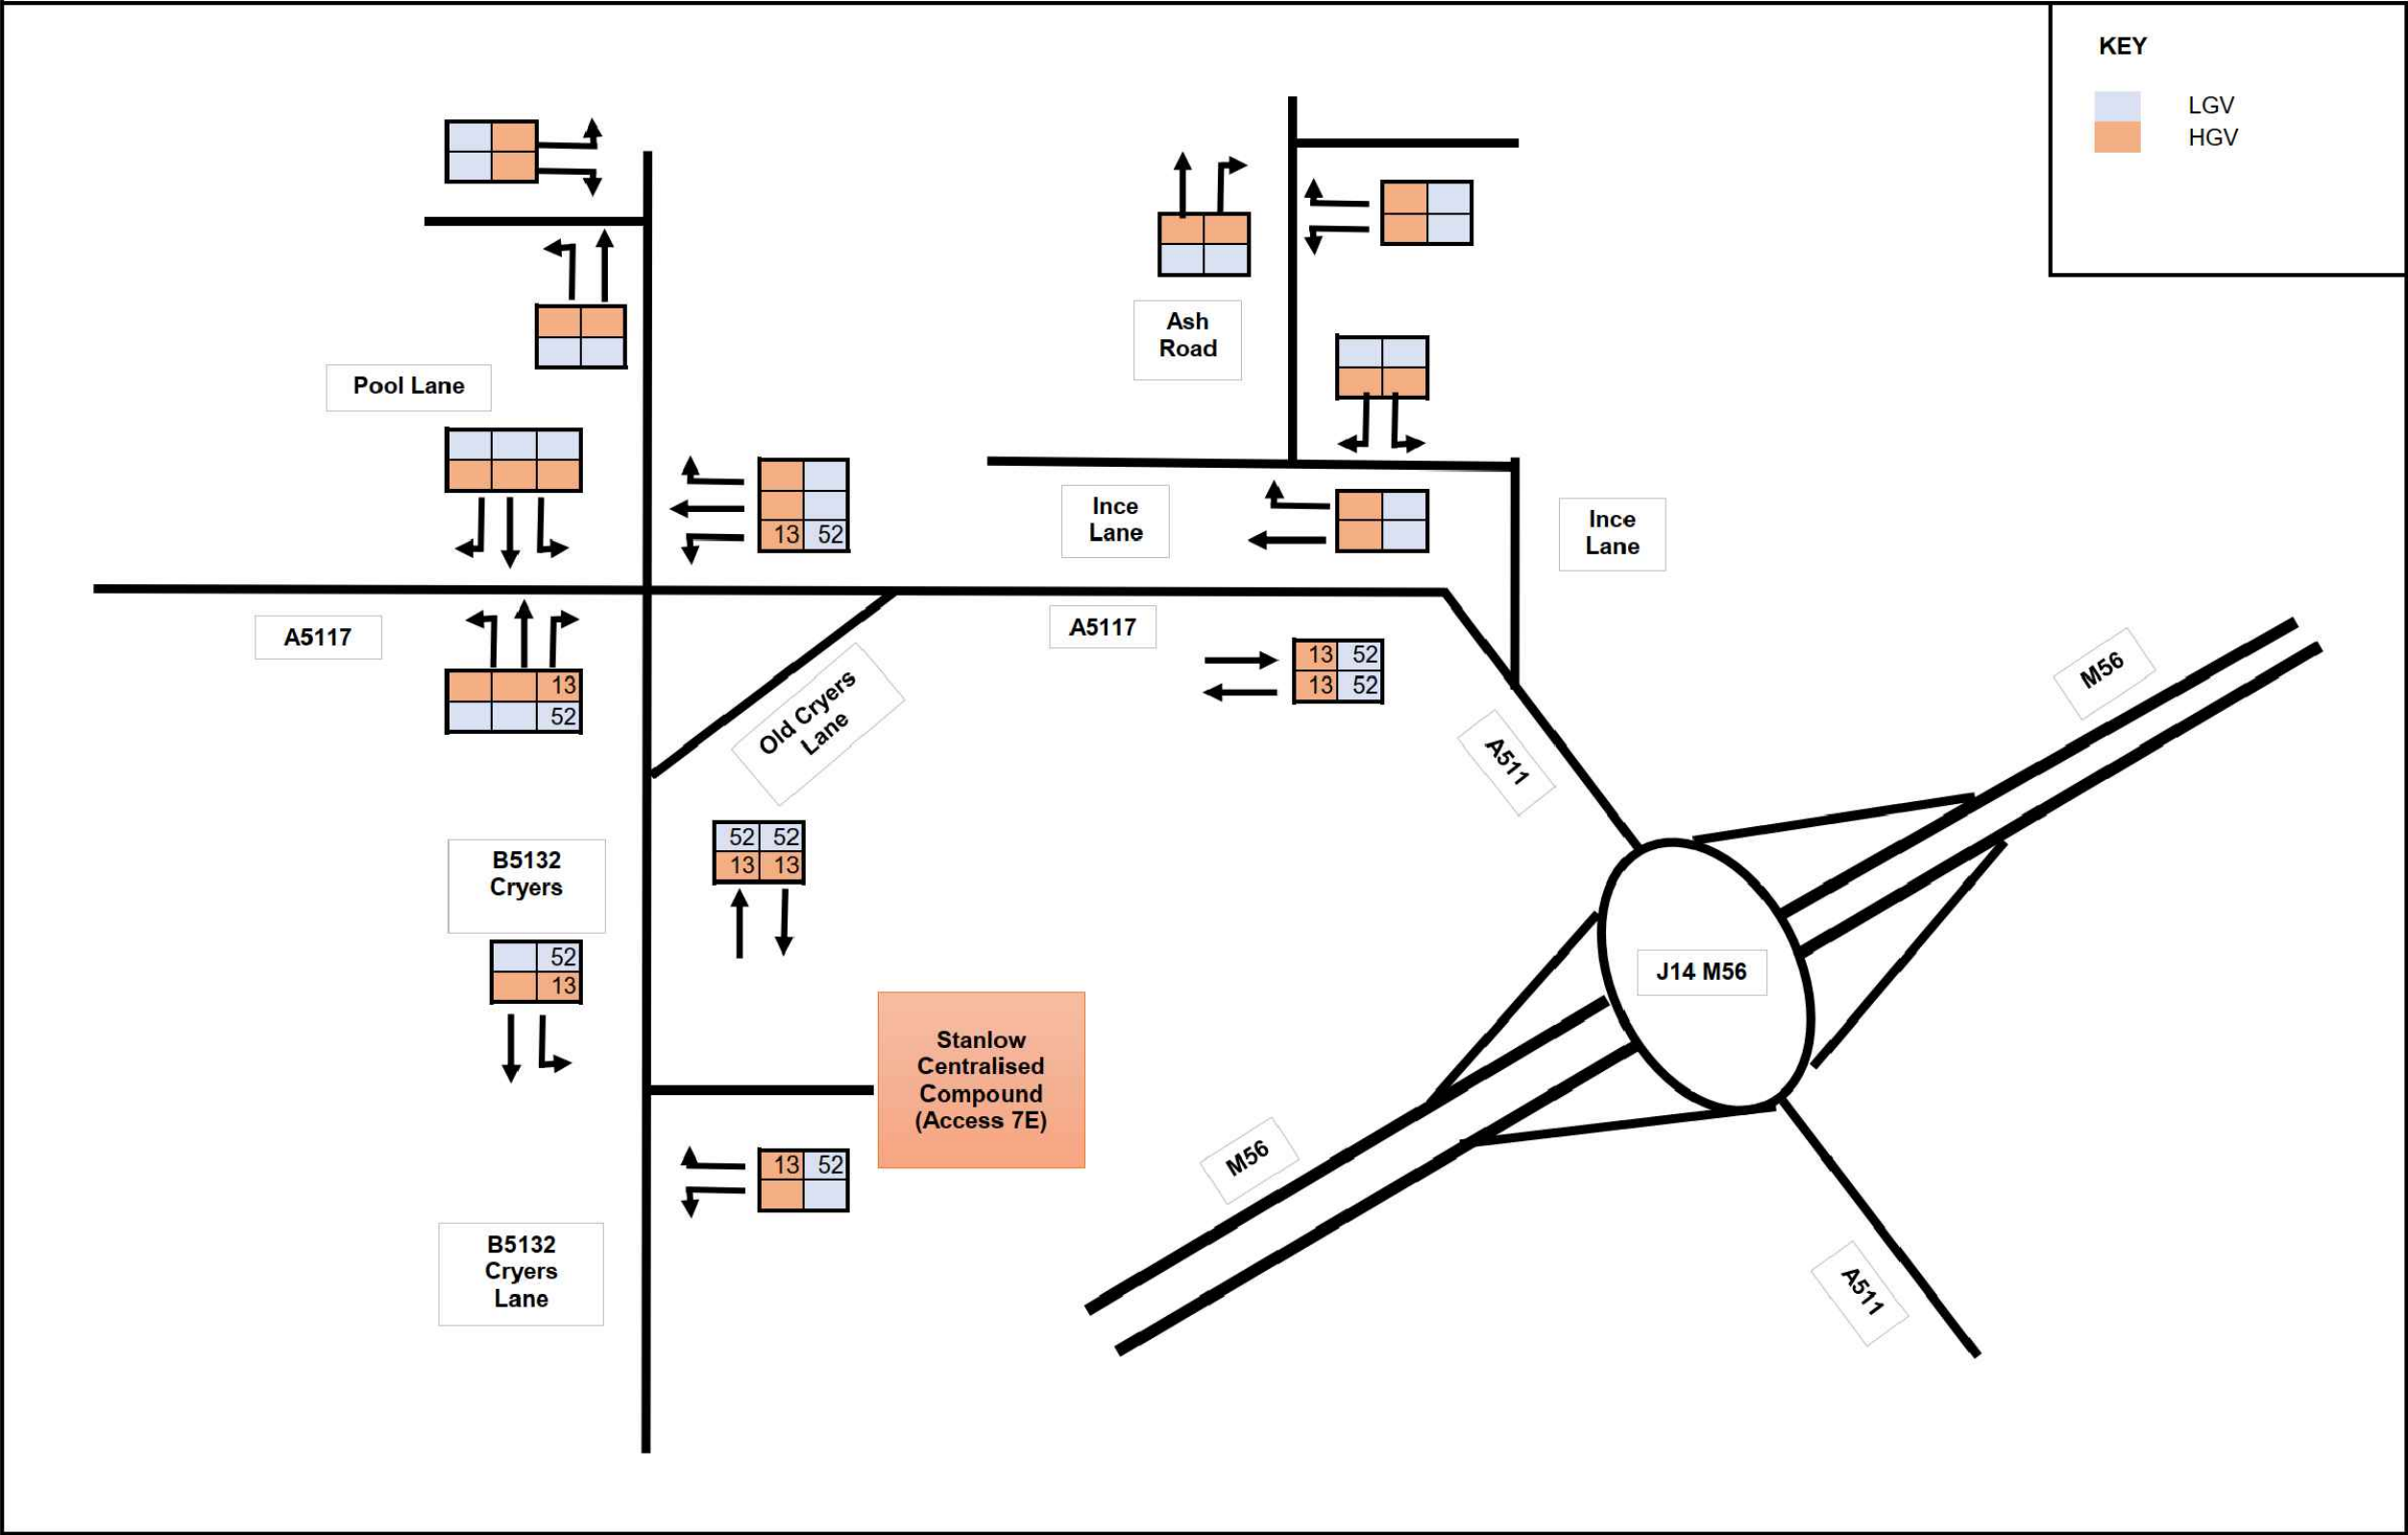 KEY
LGV
HGV
Ash
Road
Pool Lane
13 52
Ince
Lane
Ince
Lane
A5117
A5117
13 52
13 52
13
52
Old Cryers
Lane
M56
A511
B5132
Cryers
52 52
13 13
52
13
J14 M56
Stanlow
Centralised
Compound
(Access 7E)
M56
13 52
B5132
Cryers
Lane
A511